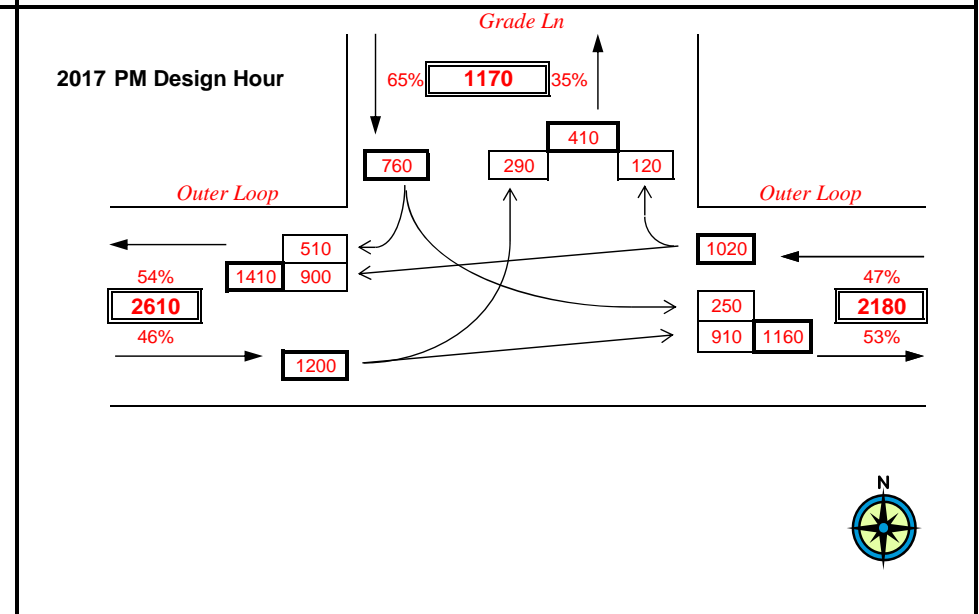 Grade Ln
2017 PM Design Hour
65% 1170 35%
410
760 290 120
Outer Loop Outer Loop
510 1020
54% 1410 900 47%
2610 250 2180
46% 910 1160 53%
1200
N